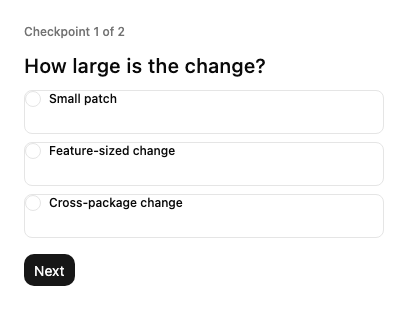 Checkpoint 1 of 2
How large is the change?
Small patch
Feature-sized change
Cross-package change
Next